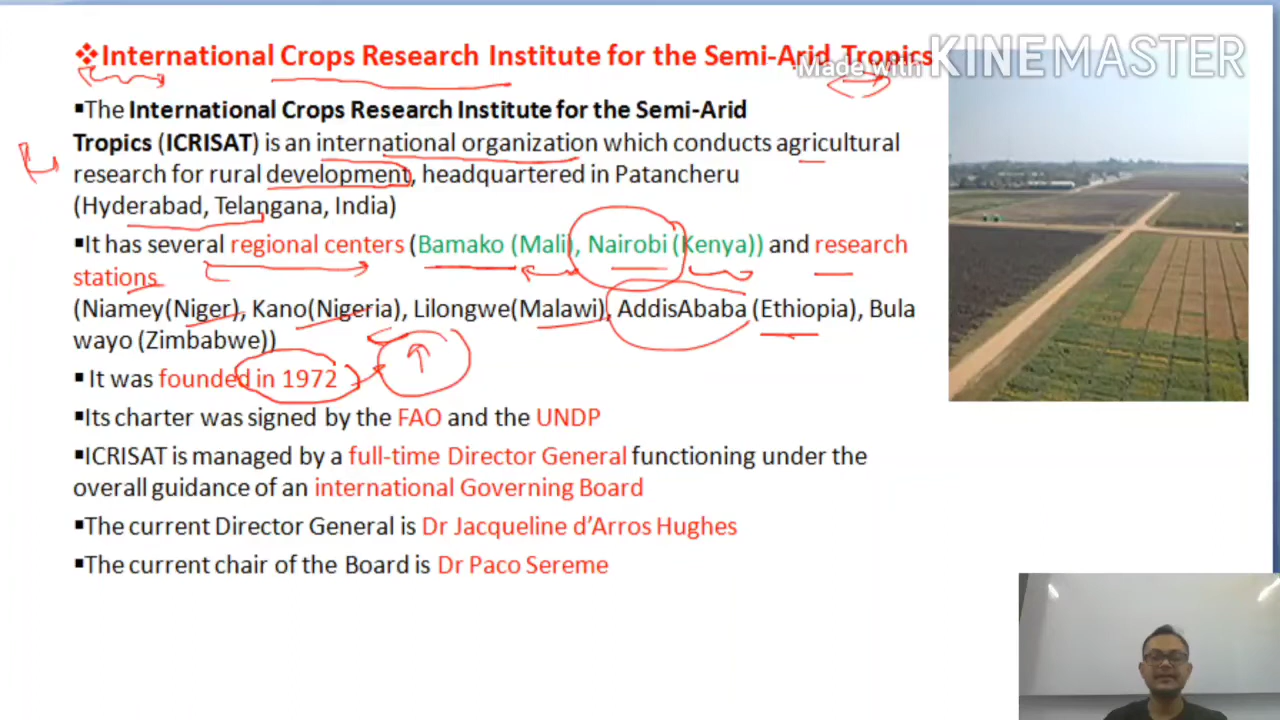 ❖International Crops Research Institute for the Semi-Arid Tropics
Made with KINEMASTER
▪The International Crops Research Institute for the Semi-Arid
Tropics (ICRISAT) is an international organization which conducts agricultural
research for rural development, headquartered in Patancheru
(Hyderabad, Telangana, India)
▪It has several regional centers (Bamako (Mali), Nairobi (Kenya)) and research
stations
(Niamey(Niger), Kano(Nigeria), Lilongwe(Malawi), AddisAbaba (Ethiopia), Bula
wayo (Zimbabwe))
▪ It was founded in 1972
▪Its charter was signed by the FAO and the UNDP
▪ICRISAT is managed by a full-time Director General functioning under the
overall guidance of an international Governing Board
▪The current Director General is Dr Jacqueline d’Arros Hughes
▪The current chair of the Board is Dr Paco Sereme